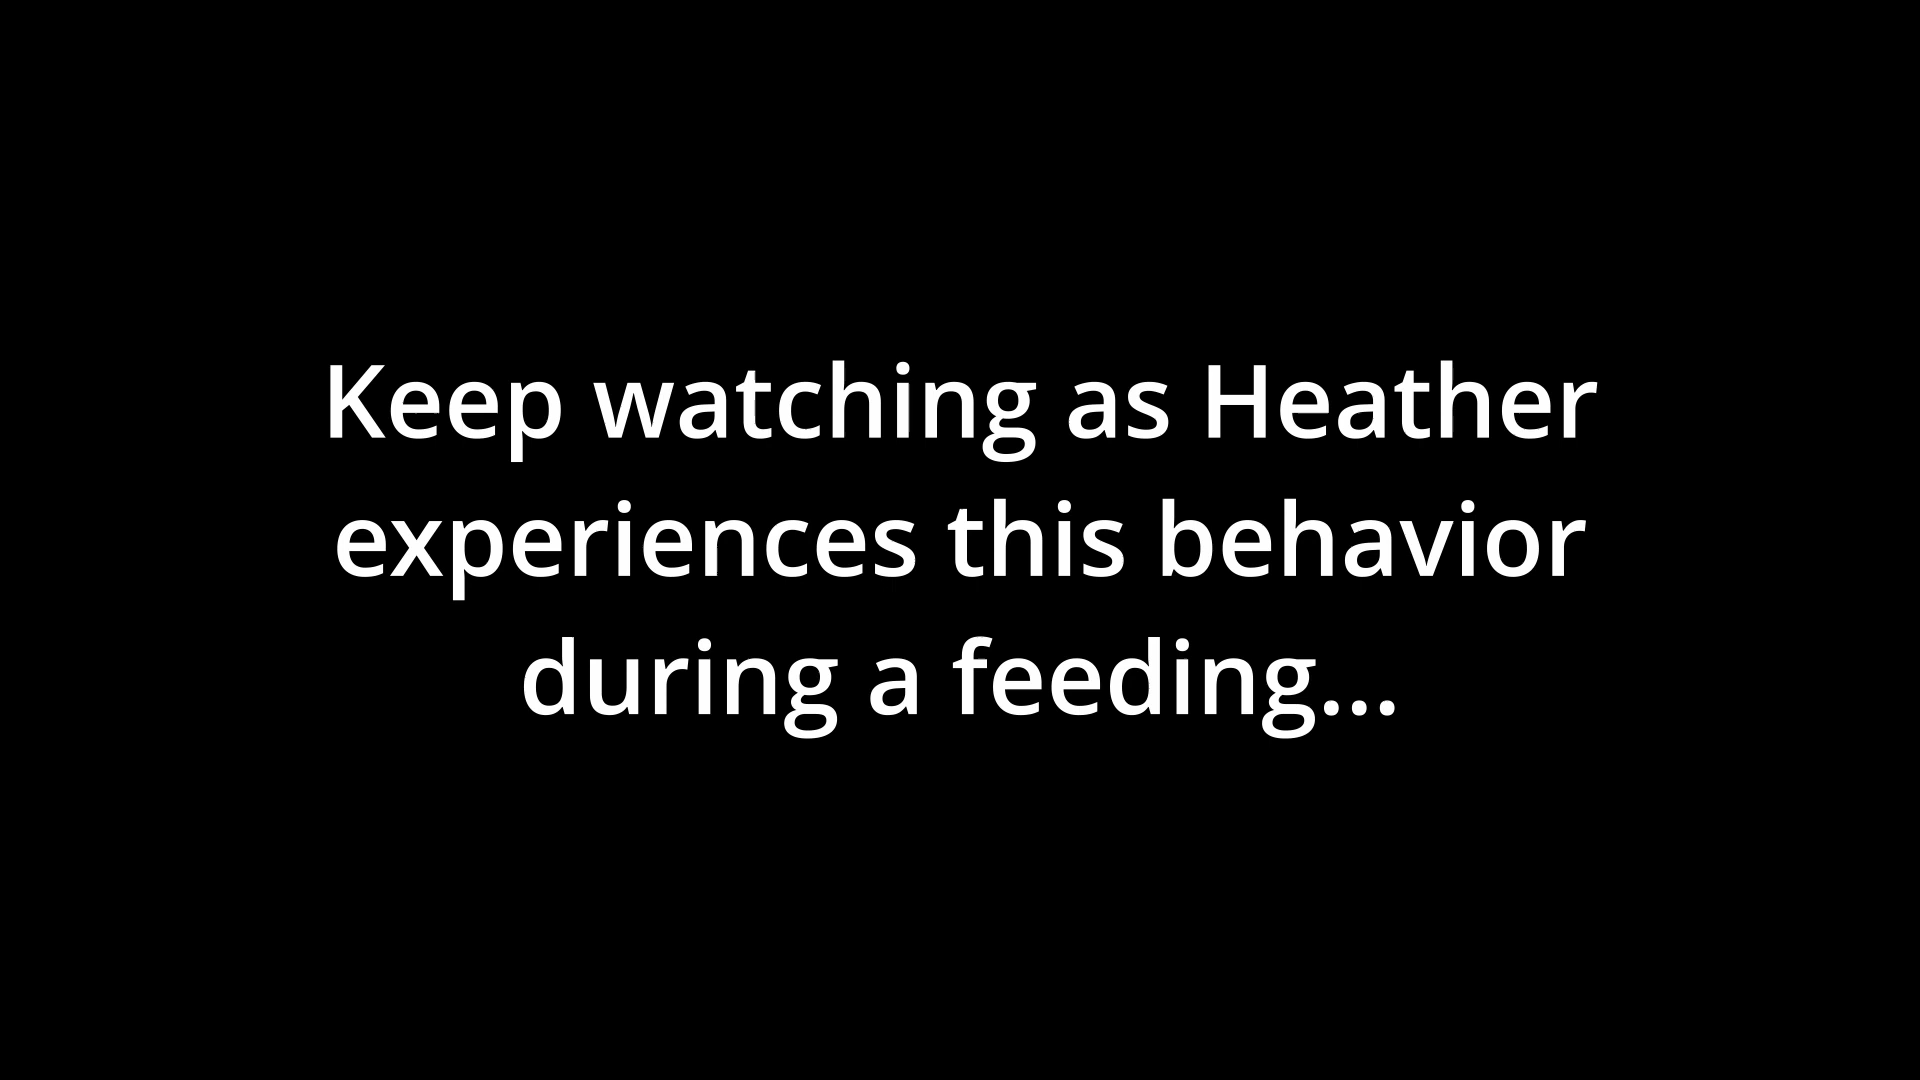 Keep watching as Heather
experiences this behavior
during a feeding...